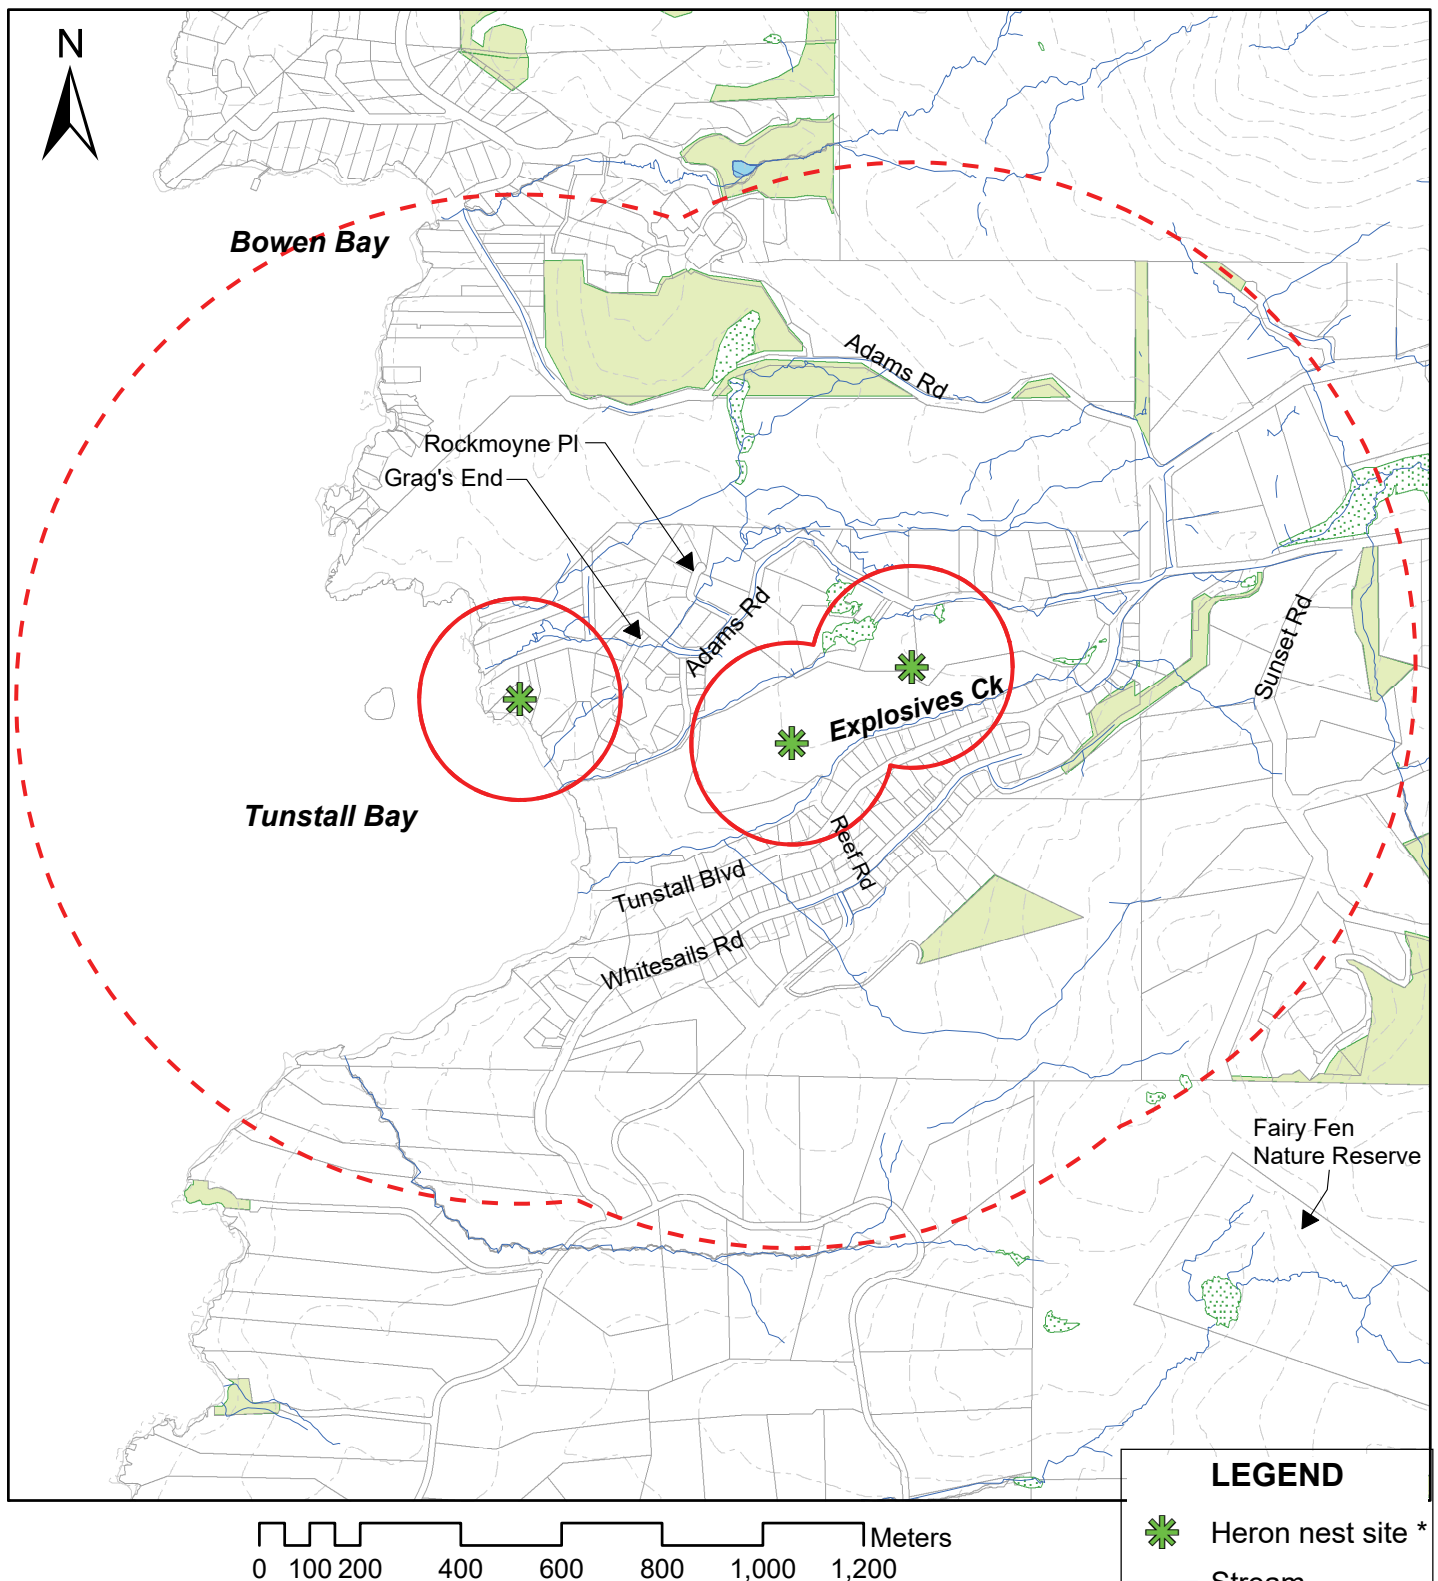 N
Bowen Bay
Adams Rd
Rockmoyne Pl
Grag's End
Adams Rd
Sunset Rd
Explosives Ck
Tunstall Bay
Reef Rd
Tunstall Blvd
Whitesails Rd
Fairy Fen
Nature Reserve
LEGEND
Heron nest site *
Stream
Meters
0 100 200 400 600 800 1,000 1,200